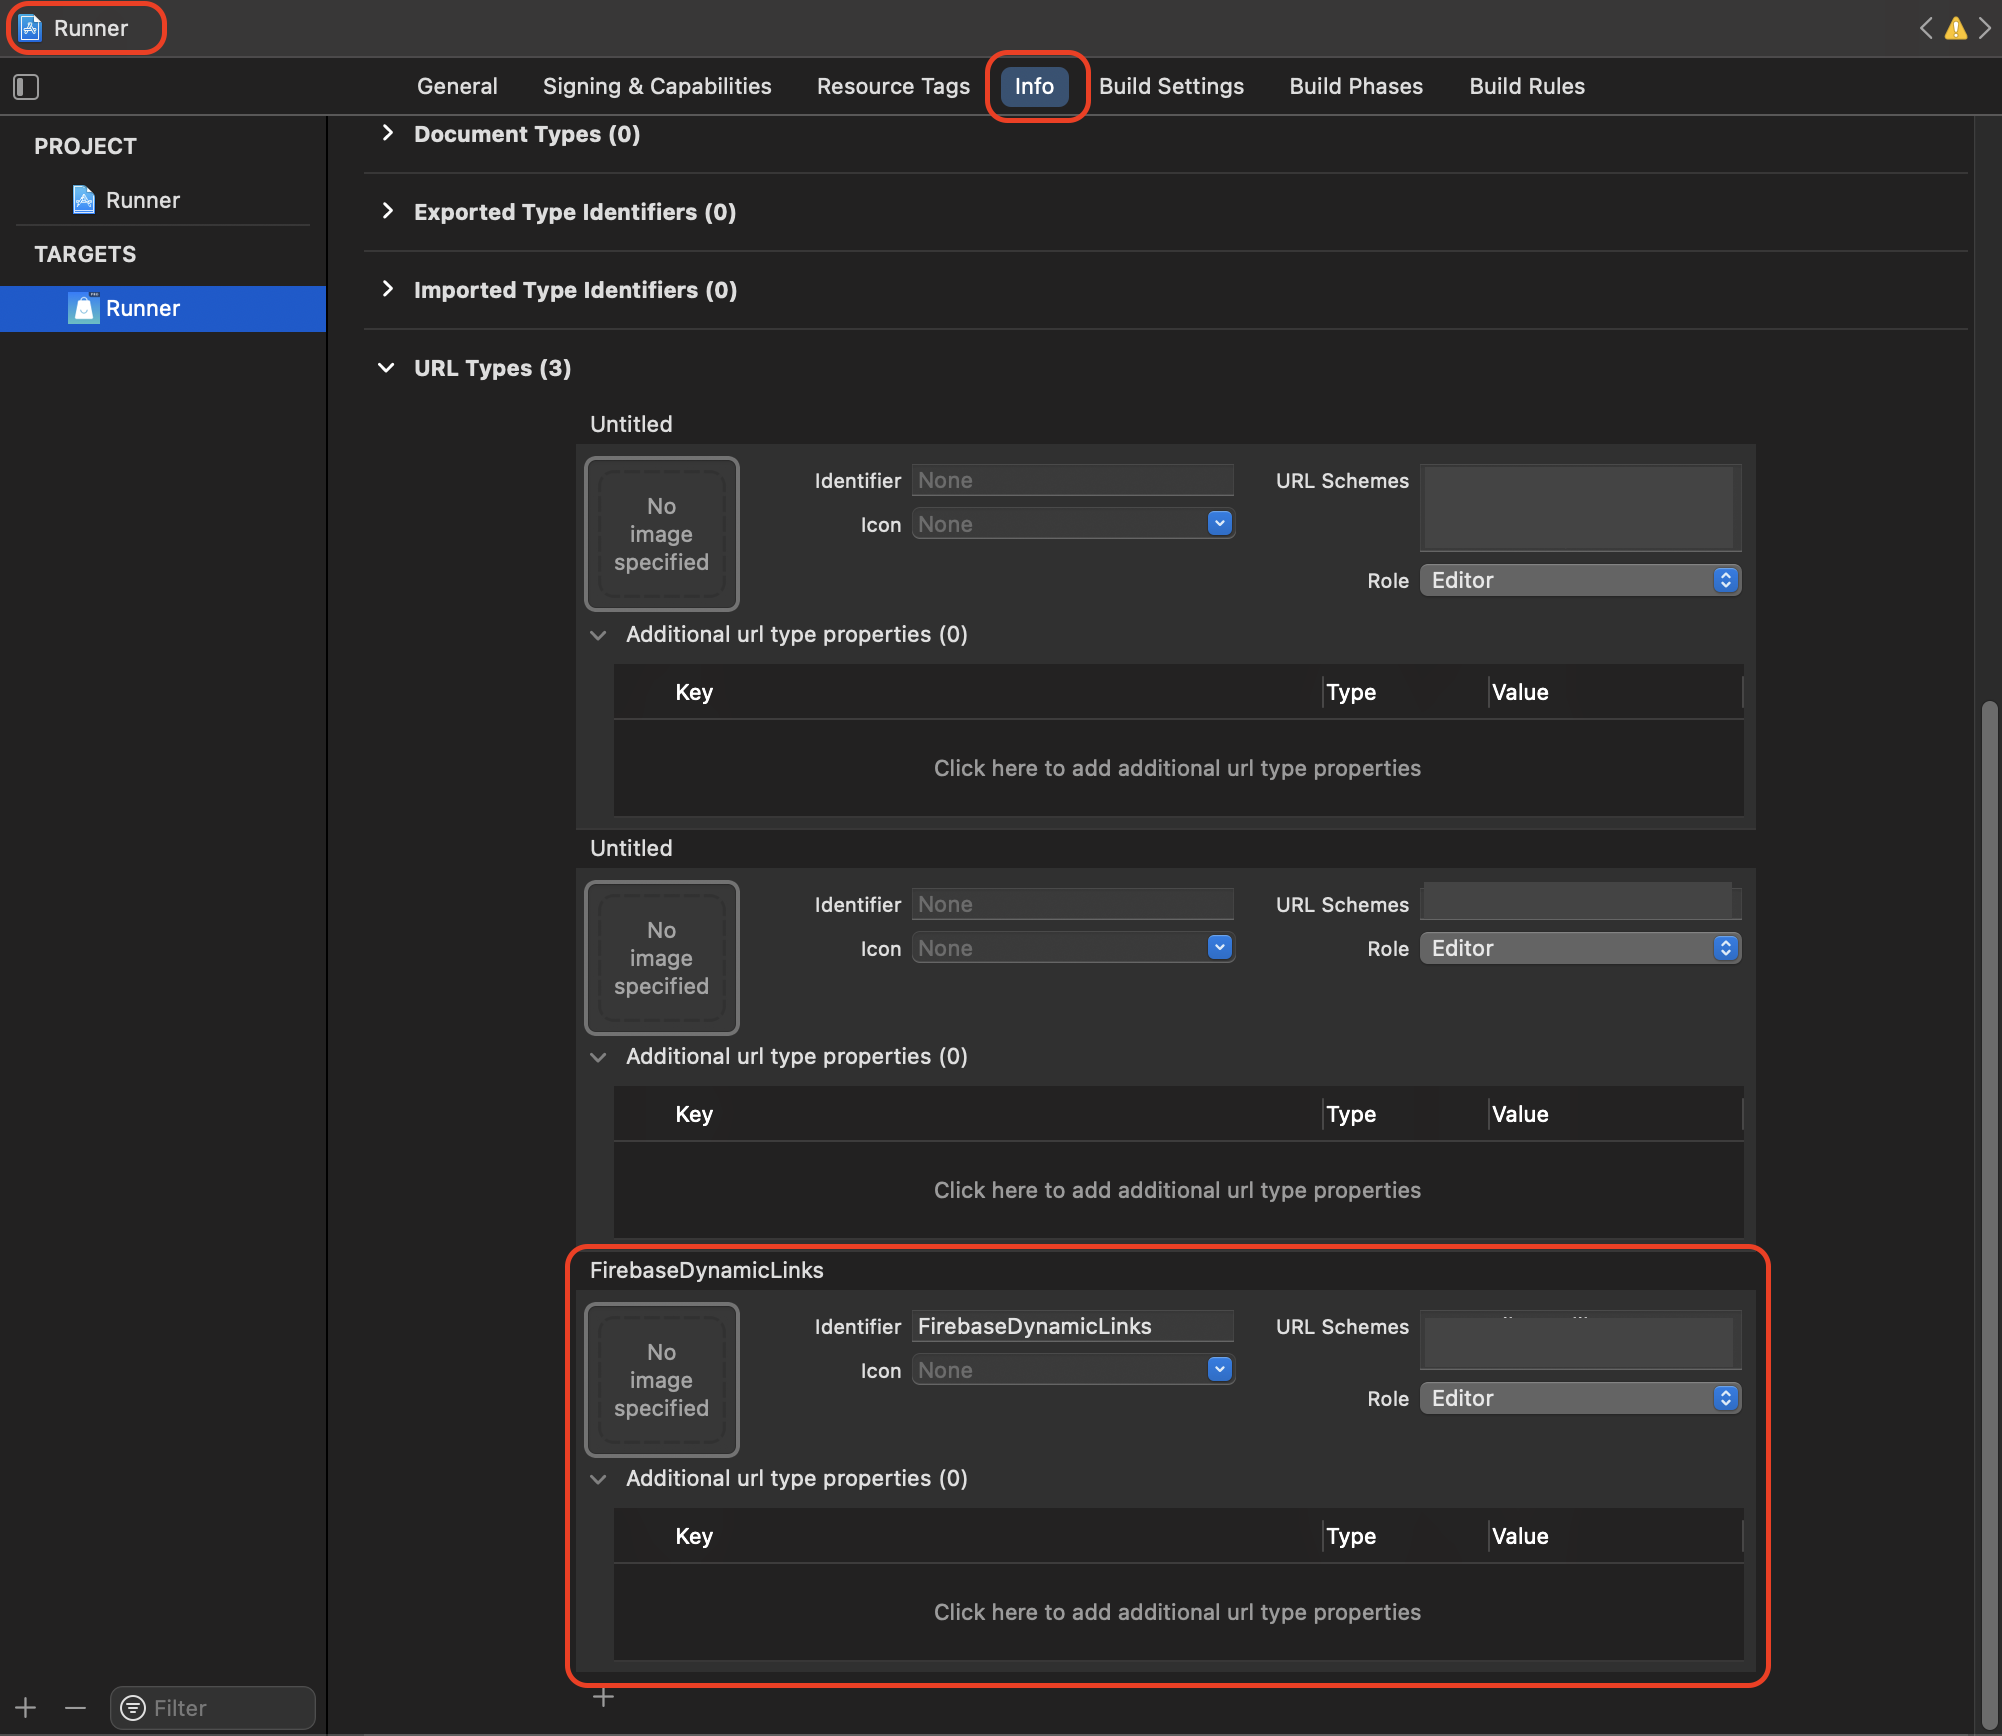 Runner
General Signing & Capabilities Resource Tags Info Build Settings Build Phases Build Rules
PROJECT
Runner
TARGETS
Runner
Document Types (0)
Exported Type Identifiers (0)
Imported Type Identifiers (0)
URL Types (3)
Untitled
No
image
specified
Identifier None
Icon None
URL Schemes
Role Editor
Additional url type properties (0)
Key Type Value
Click here to add additional url type properties
Untitled
No
image
specified
Identifier None
Icon None
URL Schemes
Role Editor
Additional url type properties (0)
Key Type Value
Click here to add additional url type properties
FirebaseDynamicLinks
No
image
specified
Identifier FirebaseDynamicLinks
Icon None
URL Schemes
Role Editor
Additional url type properties (0)
Key Type Value
Click here to add additional url type properties
Filter